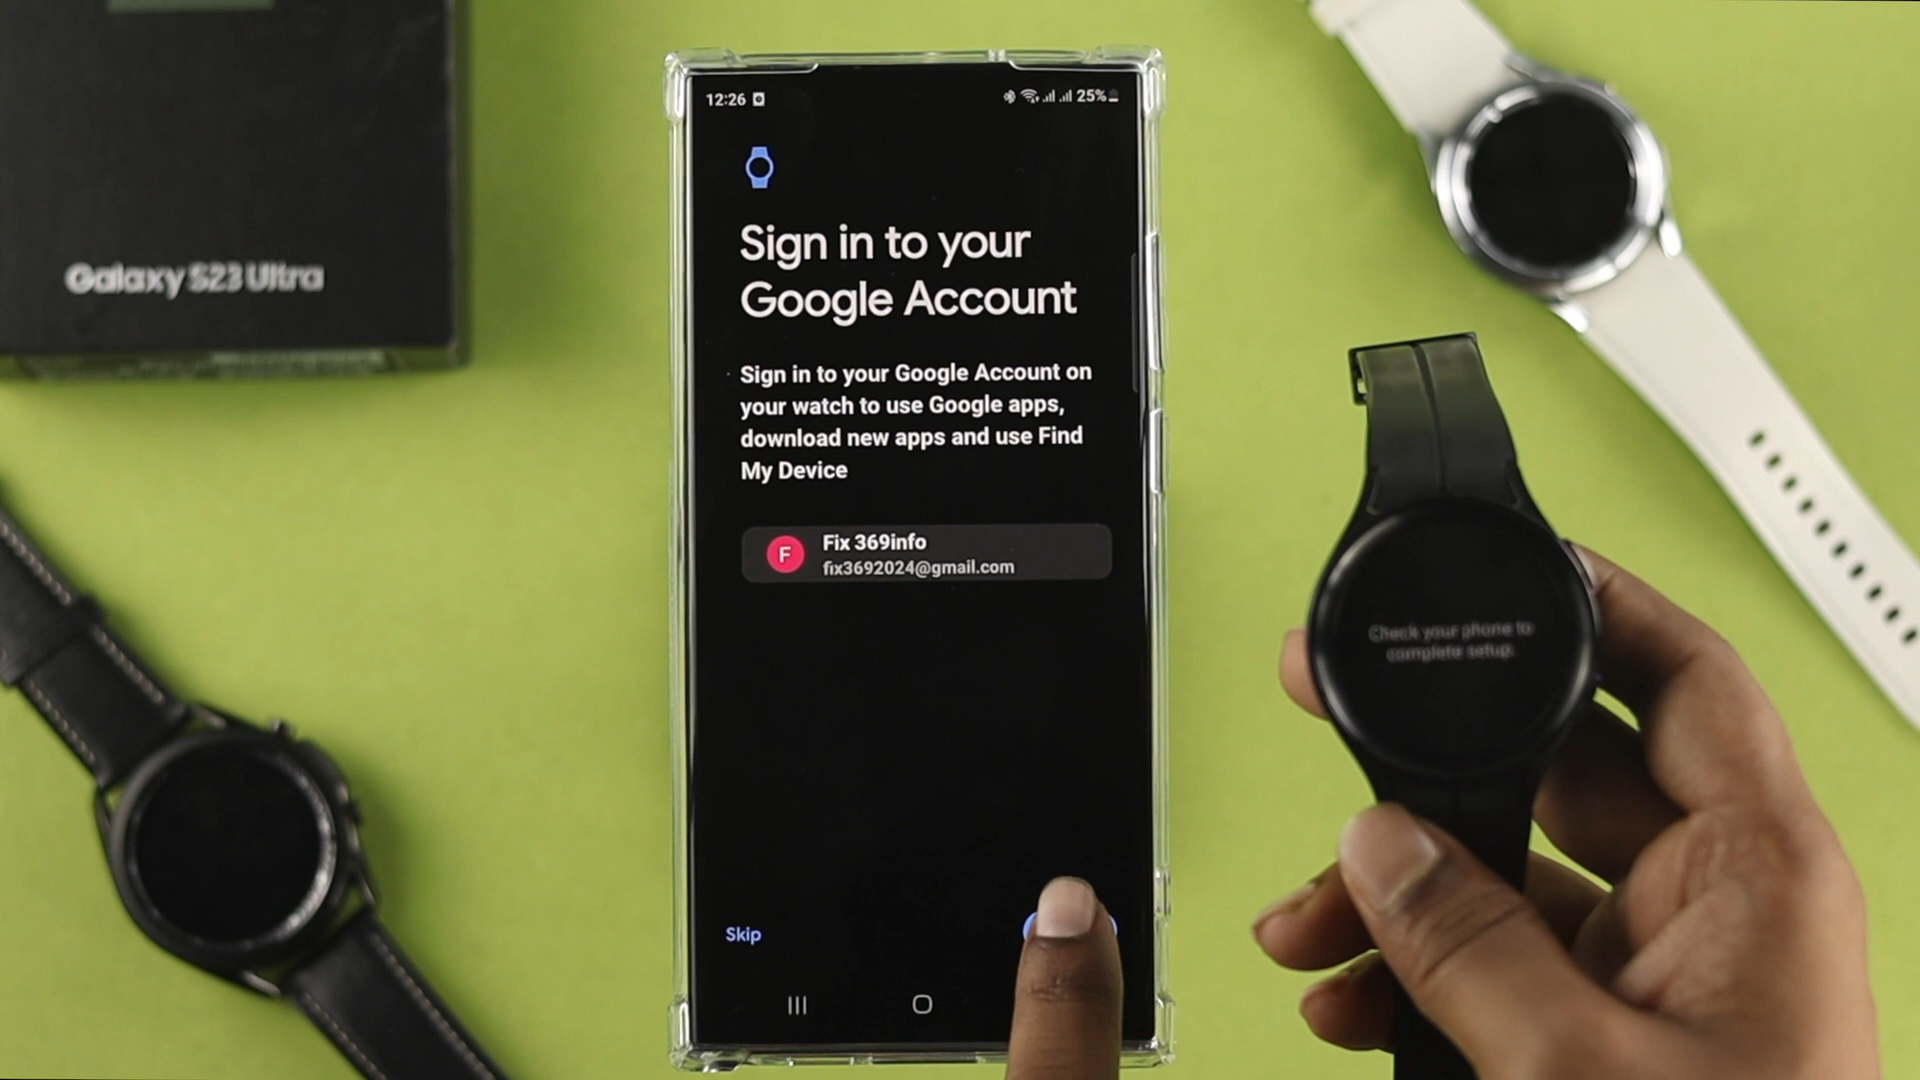 Galaxy S23 Ultra
12:26
25%
Sign in to your
Google Account
Sign in to your Google Account on
your watch to use Google apps,
download new apps and use Find
My Device
F
Fix 369info
fix3692024@gmail.com
Skip
Check your phone to
complete setup.